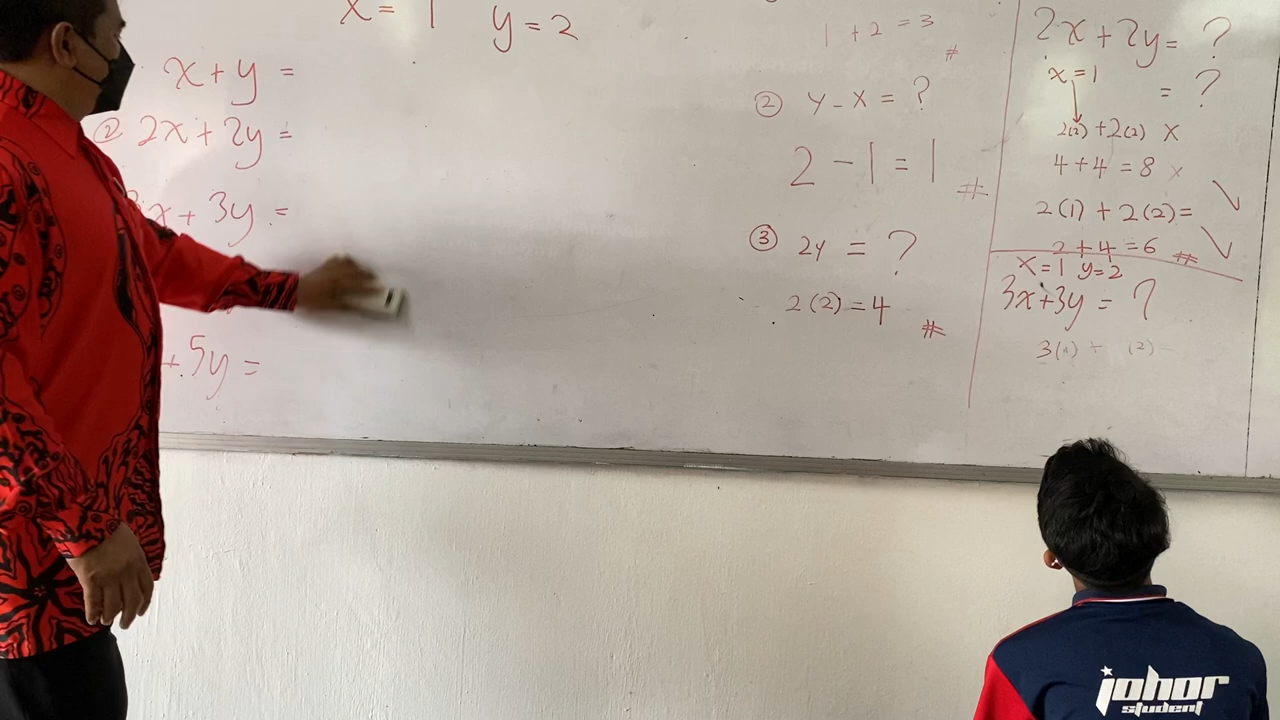 x = 1 y = 2
x + y =
② 2x + 2y =
x + 3y =
+ 5y =
1 + 2 = 3
#
② y - x = ?
2 - 1 = 1
#
③ 2y = ?
2 (2) = 4
#
2x + 2y = ?
x = 1
= ?
2(2) + 2(2) X
4 + 4 = 8 x
2 (1) + 2 (2) =
2 + 4 = 6 #
x = 1 y = 2
3x + 3y = ?
3(1) + (2) =
johor
student